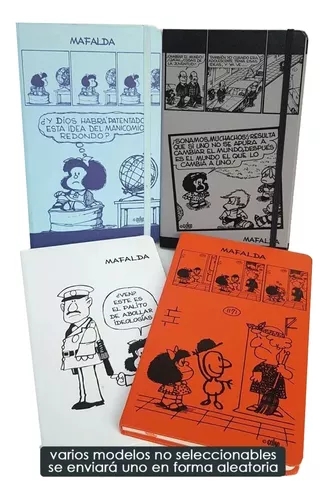 MAFALDA
¿Y DIOS HABRÁ PATENTADO
ESTA IDEA DEL MANICOMIO
REDONDO?
¡SONAMOS, MUCHACHOS! ¡RESULTA
QUE SI UNO NO SE APURA A
CAMBIAR EL MUNDO, DESPUÉS
ES EL MUNDO EL QUE LO
CAMBIA A UNO!
MAFALDA
MAFALDA
¿VEN?
ESTE ES
EL PALITO
DE ABOLLAR
IDEOLOGÍAS
MAFALDA
varios modelos no seleccionables
se enviará uno en forma aleatoria